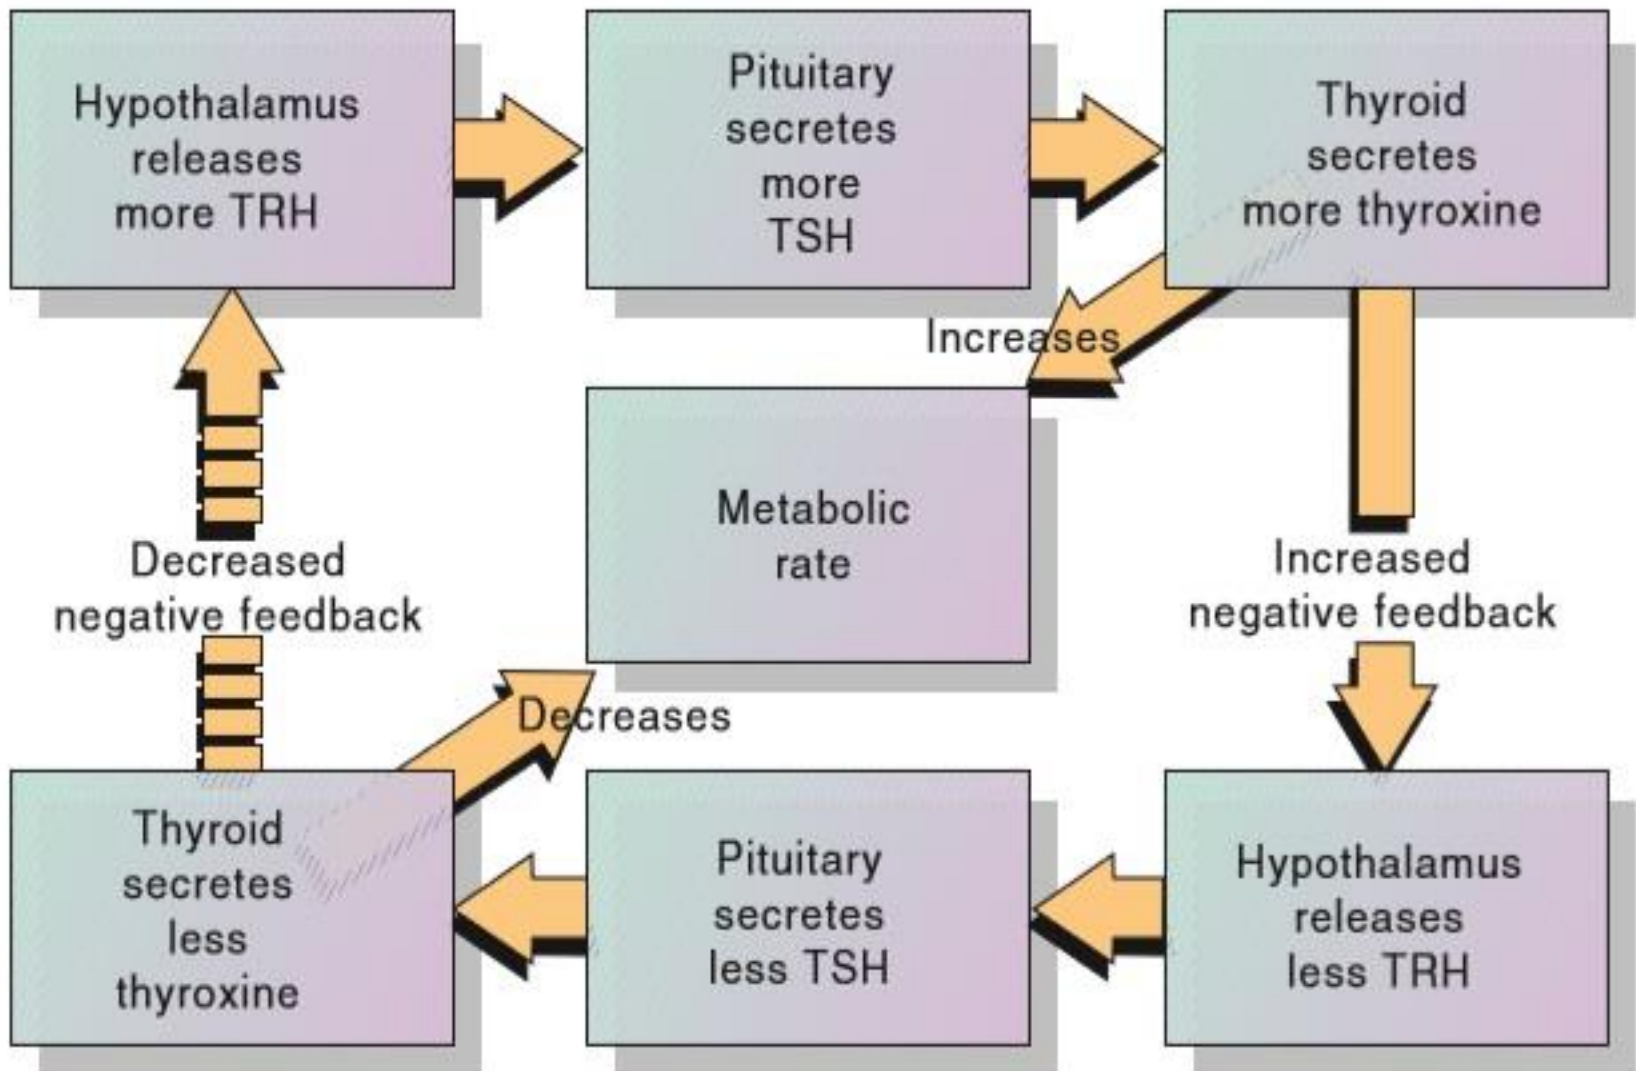 Hypothalamus
releases
more TRH
Pituitary
secretes
more
TSH
Thyroid
secretes
more thyroxine
Increases
Metabolic
rate
Decreased
negative feedback
Increased
negative feedback
Decreases
Thyroid
secretes
less
thyroxine
Pituitary
secretes
less TSH
Hypothalamus
releases
less TRH